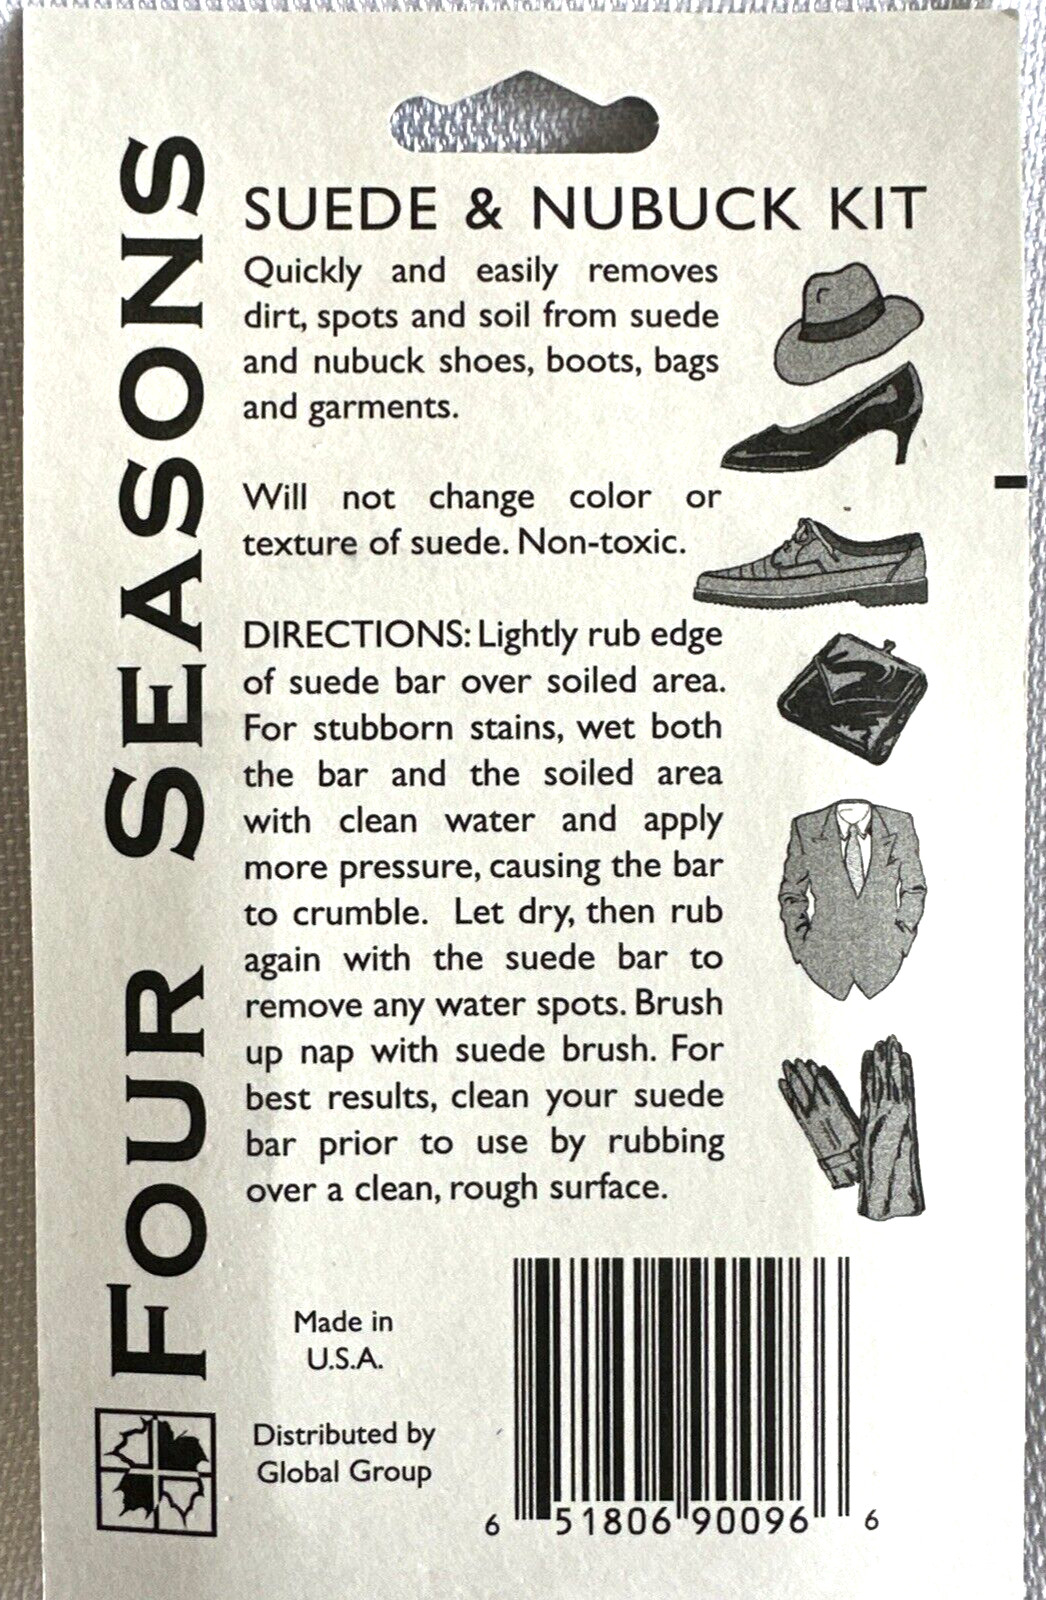 FOUR SEASONS
SUEDE & NUBUCK KIT
Quickly and easily removes
dirt, spots and soil from suede
and nubuck shoes, boots, bags
and garments.
Will not change color or
texture of suede. Non-toxic.
DIRECTIONS: Lightly rub edge
of suede bar over soiled area.
For stubborn stains, wet both
the bar and the soiled area
with clean water and apply
more pressure, causing the bar
to crumble. Let dry, then rub
again with the suede bar to
remove any water spots. Brush
up nap with suede brush. For
best results, clean your suede
bar prior to use by rubbing
over a clean, rough surface.
Made in
U.S.A.
Distributed by
Global Group
6 51806 90096 6